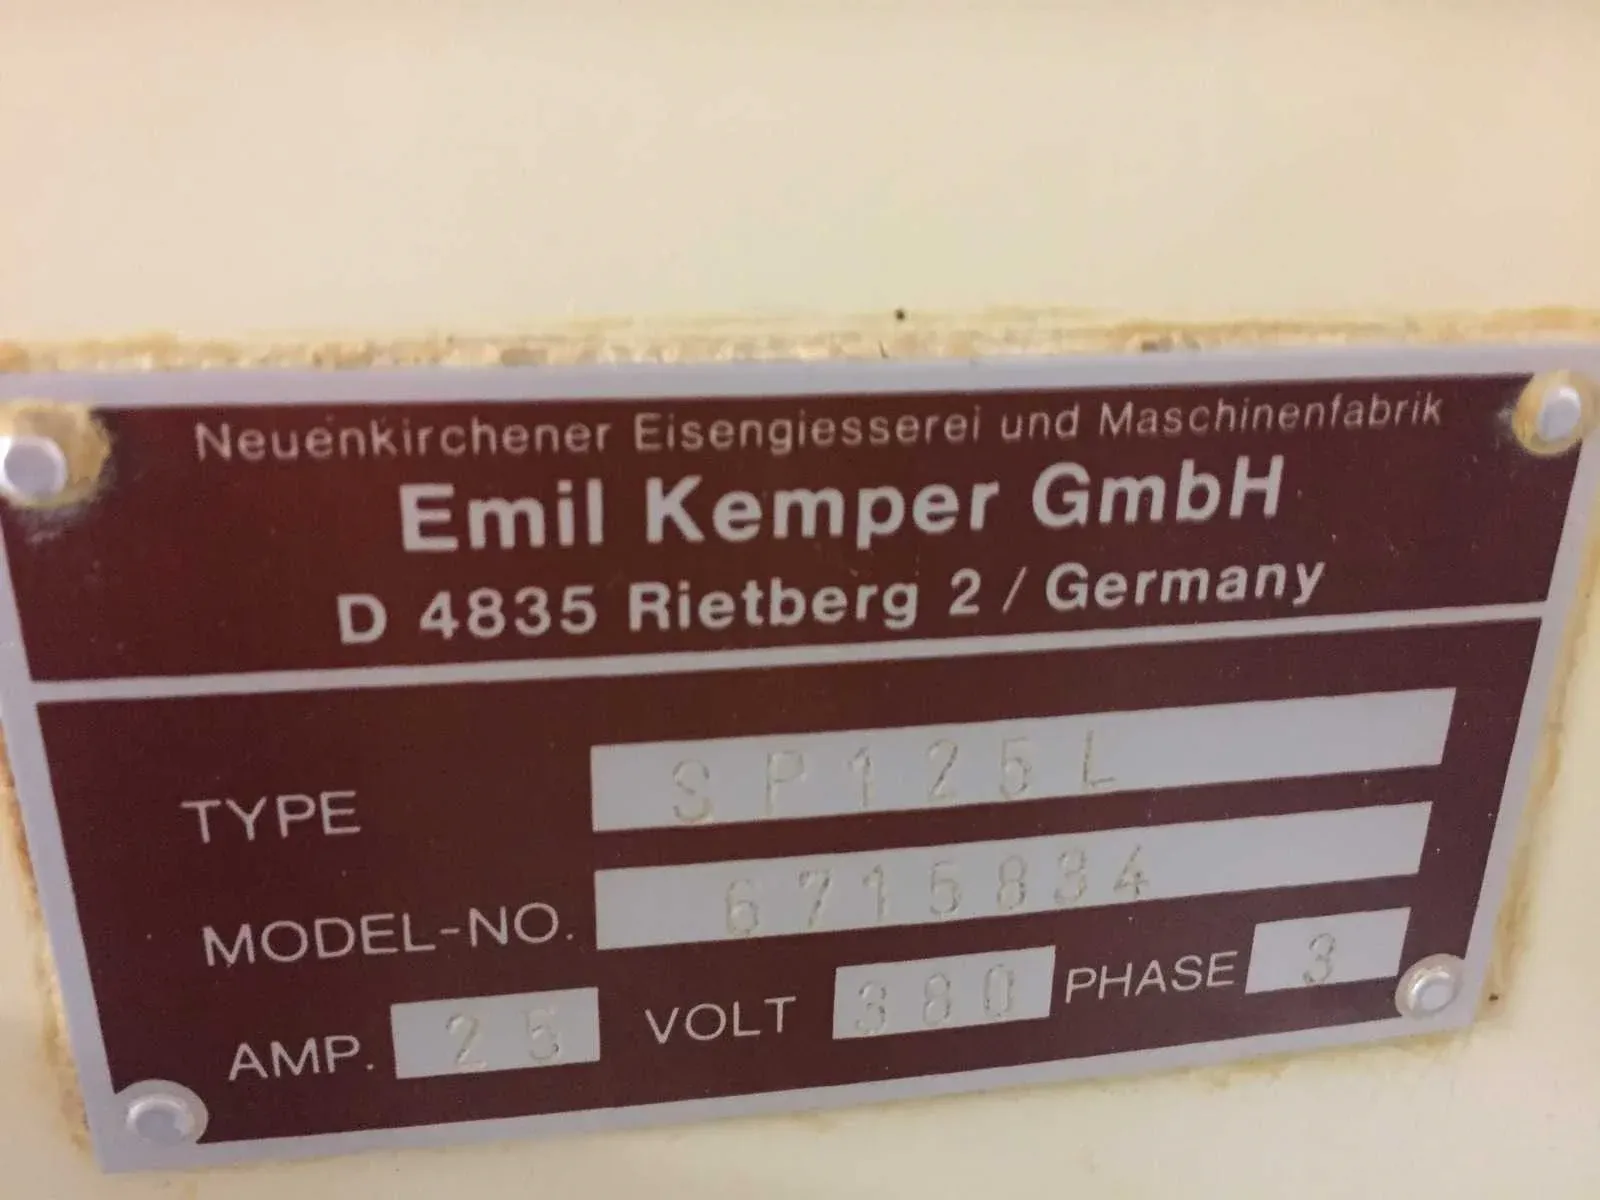 Neuenkirchener Eisengiesserei und Maschinenfabrik
Emil Kemper GmbH
D 4835 Rietberg 2 / Germany
TYPE SP125L
MODEL-NO. 6715834
AMP. 25 VOLT 380 PHASE 3